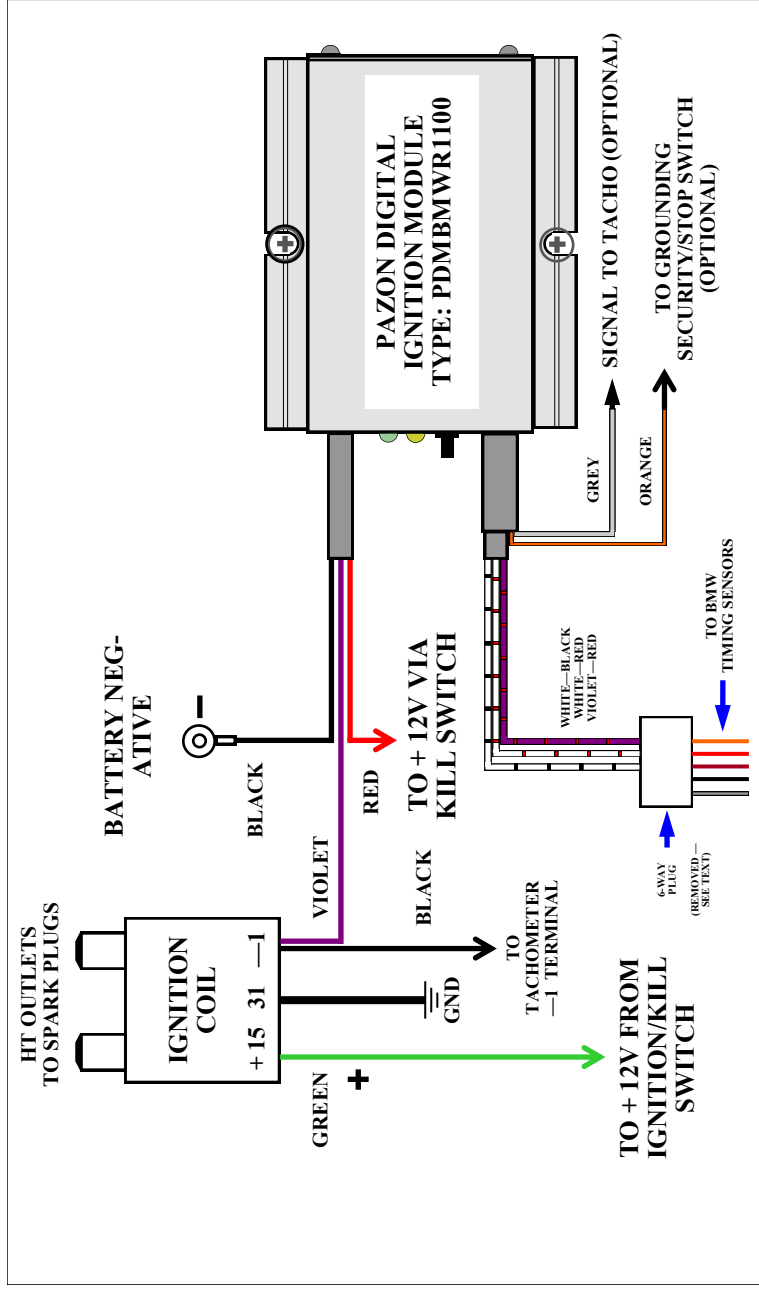 HT OUTLETS
TO SPARK PLUGS
IGNITION
COIL
+ 15 31 —1
GREEN
+
TO + 12V FROM
IGNITION/KILL
SWITCH
GND
BLACK
TO
TACHOMETER
—1 TERMINAL
VIOLET
BATTERY NEG-
ATIVE
–
BLACK
RED
TO + 12V VIA
KILL SWITCH
PAZON DIGITAL
IGNITION MODULE
TYPE: PDMBMWR1100
GREY
SIGNAL TO TACHO (OPTIONAL)
ORANGE
TO GROUNDING
SECURITY/STOP SWITCH
(OPTIONAL)
WHITE—BLACK
WHITE—RED
VIOLET—RED
6-WAY
PLUG
(REMOVED —
SEE TEXT)
TO BMW
TIMING SENSORS